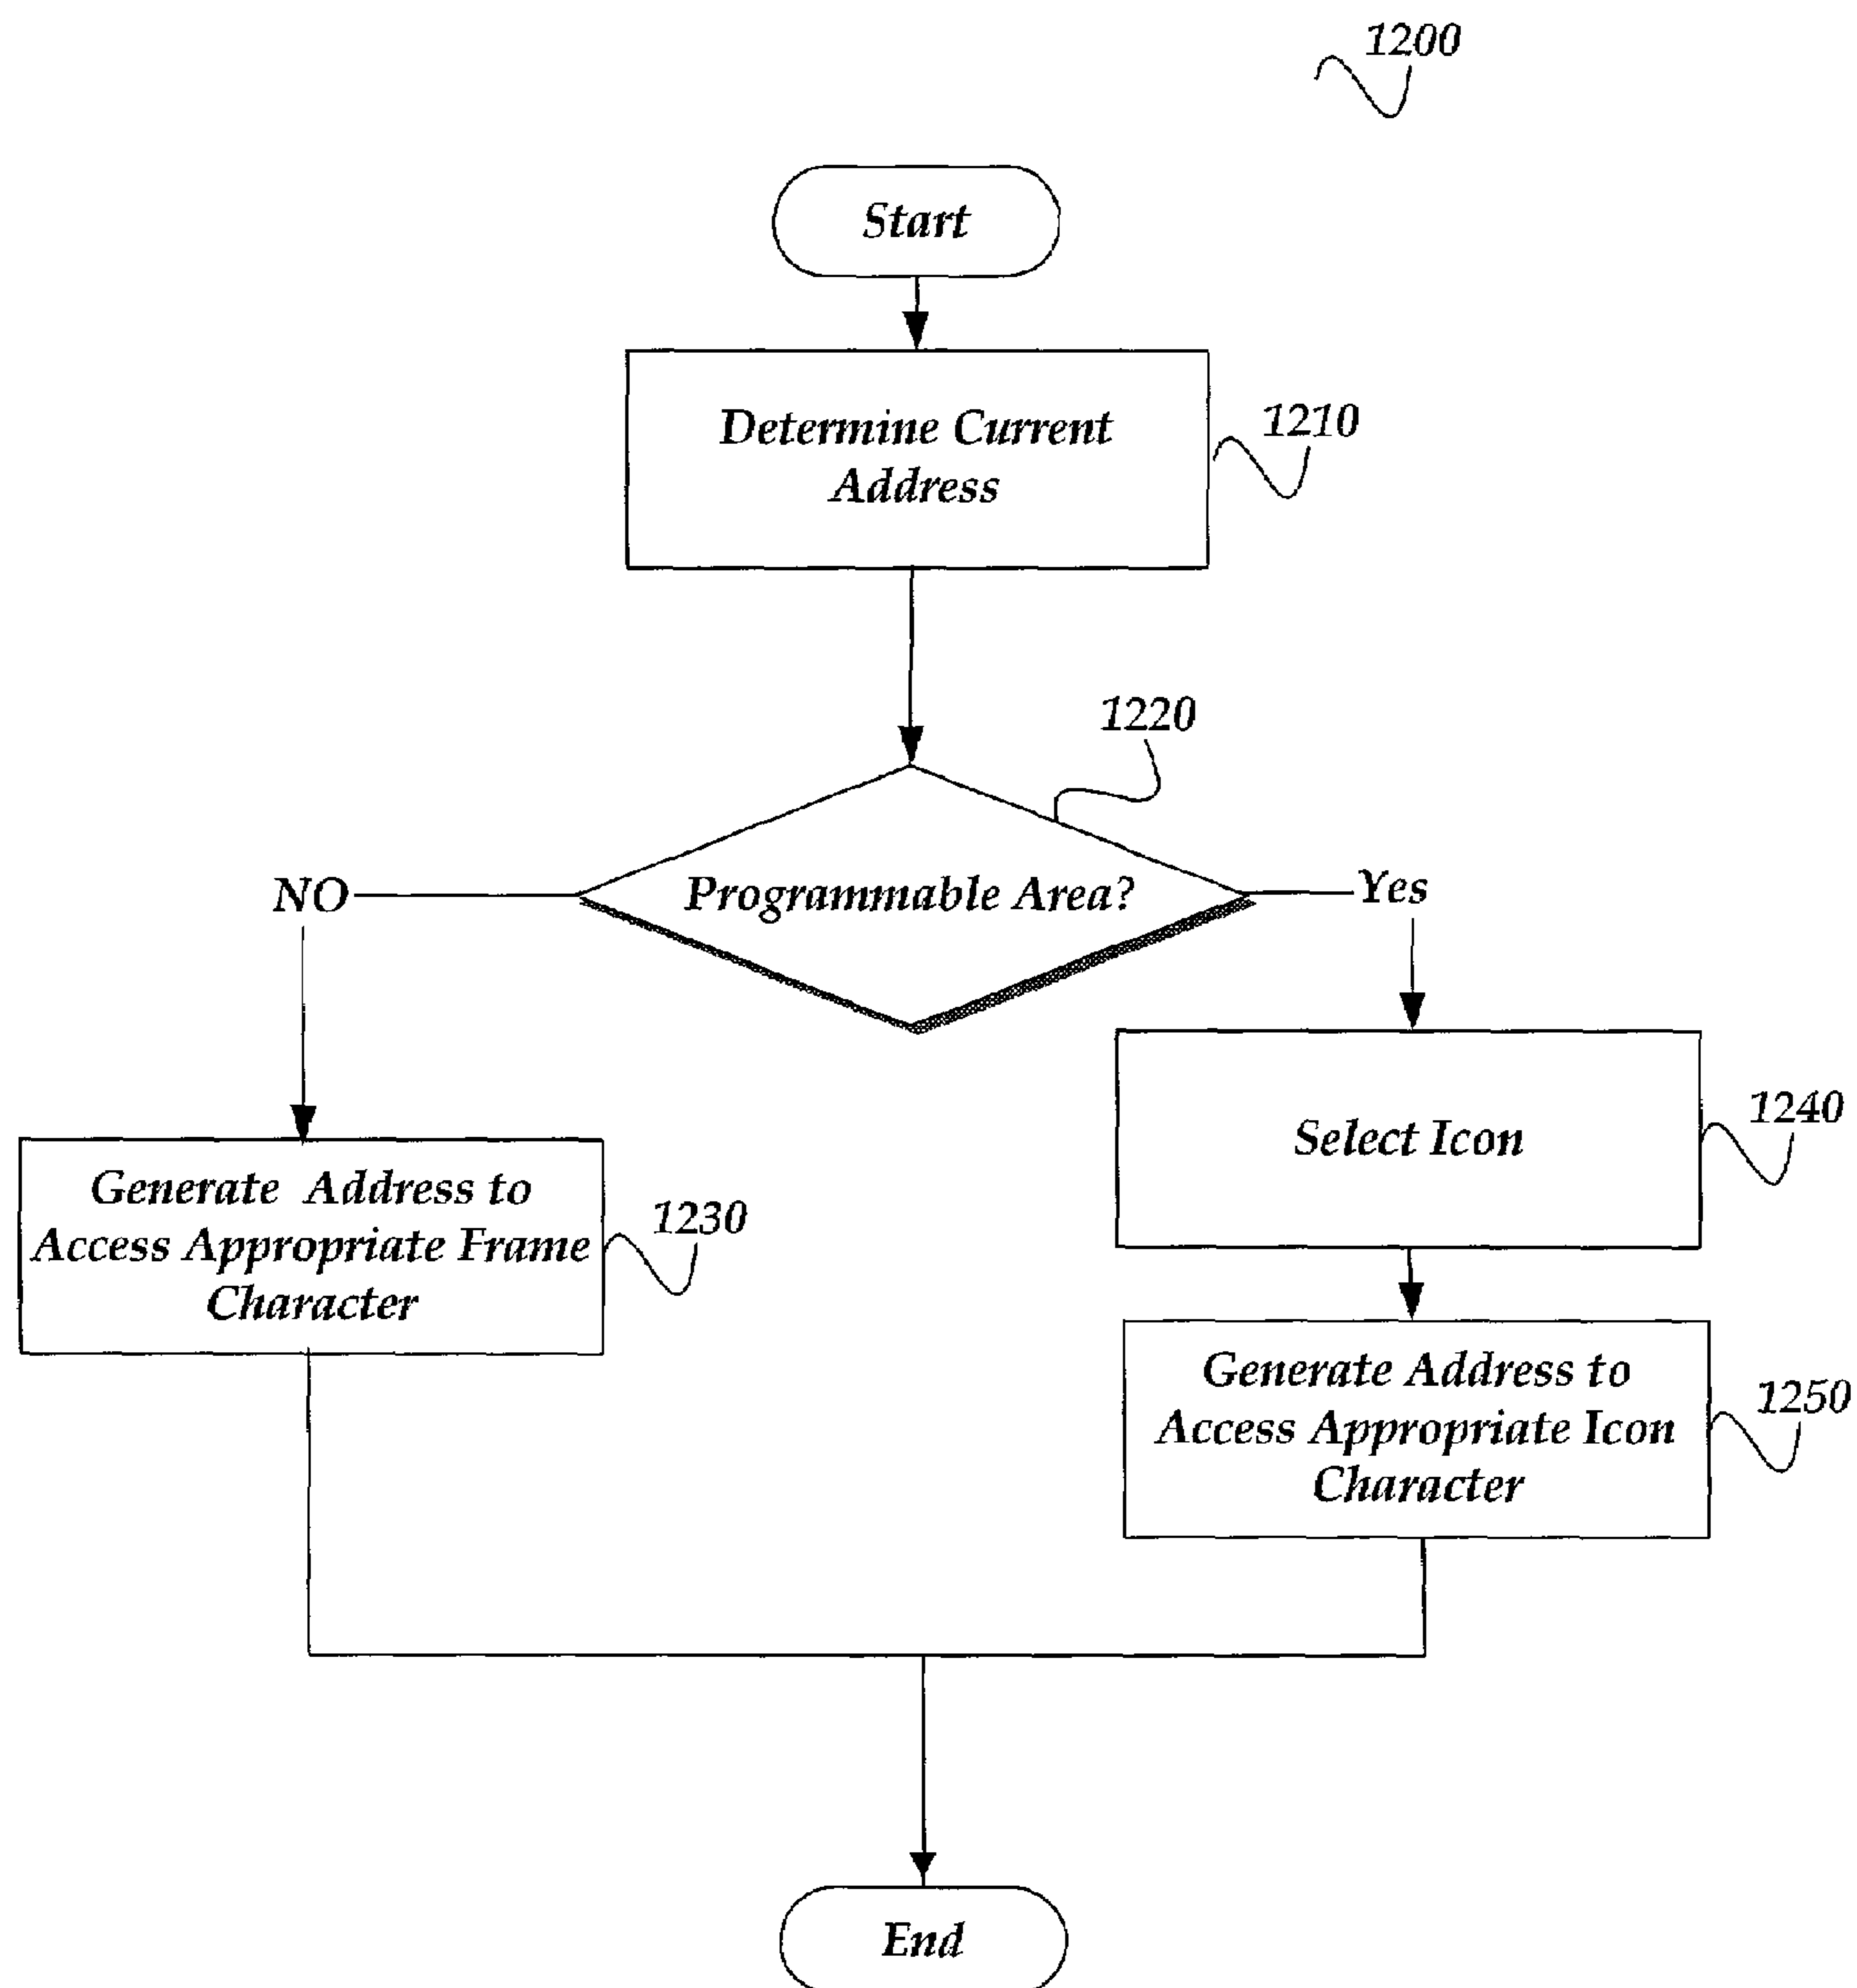 1200
Start
Determine Current
Address
1210
1220
Programmable Area?
NO
Yes
Select Icon
1240
Generate Address to
Access Appropriate Frame
Character
1230
Generate Address to
Access Appropriate Icon
Character
1250
End